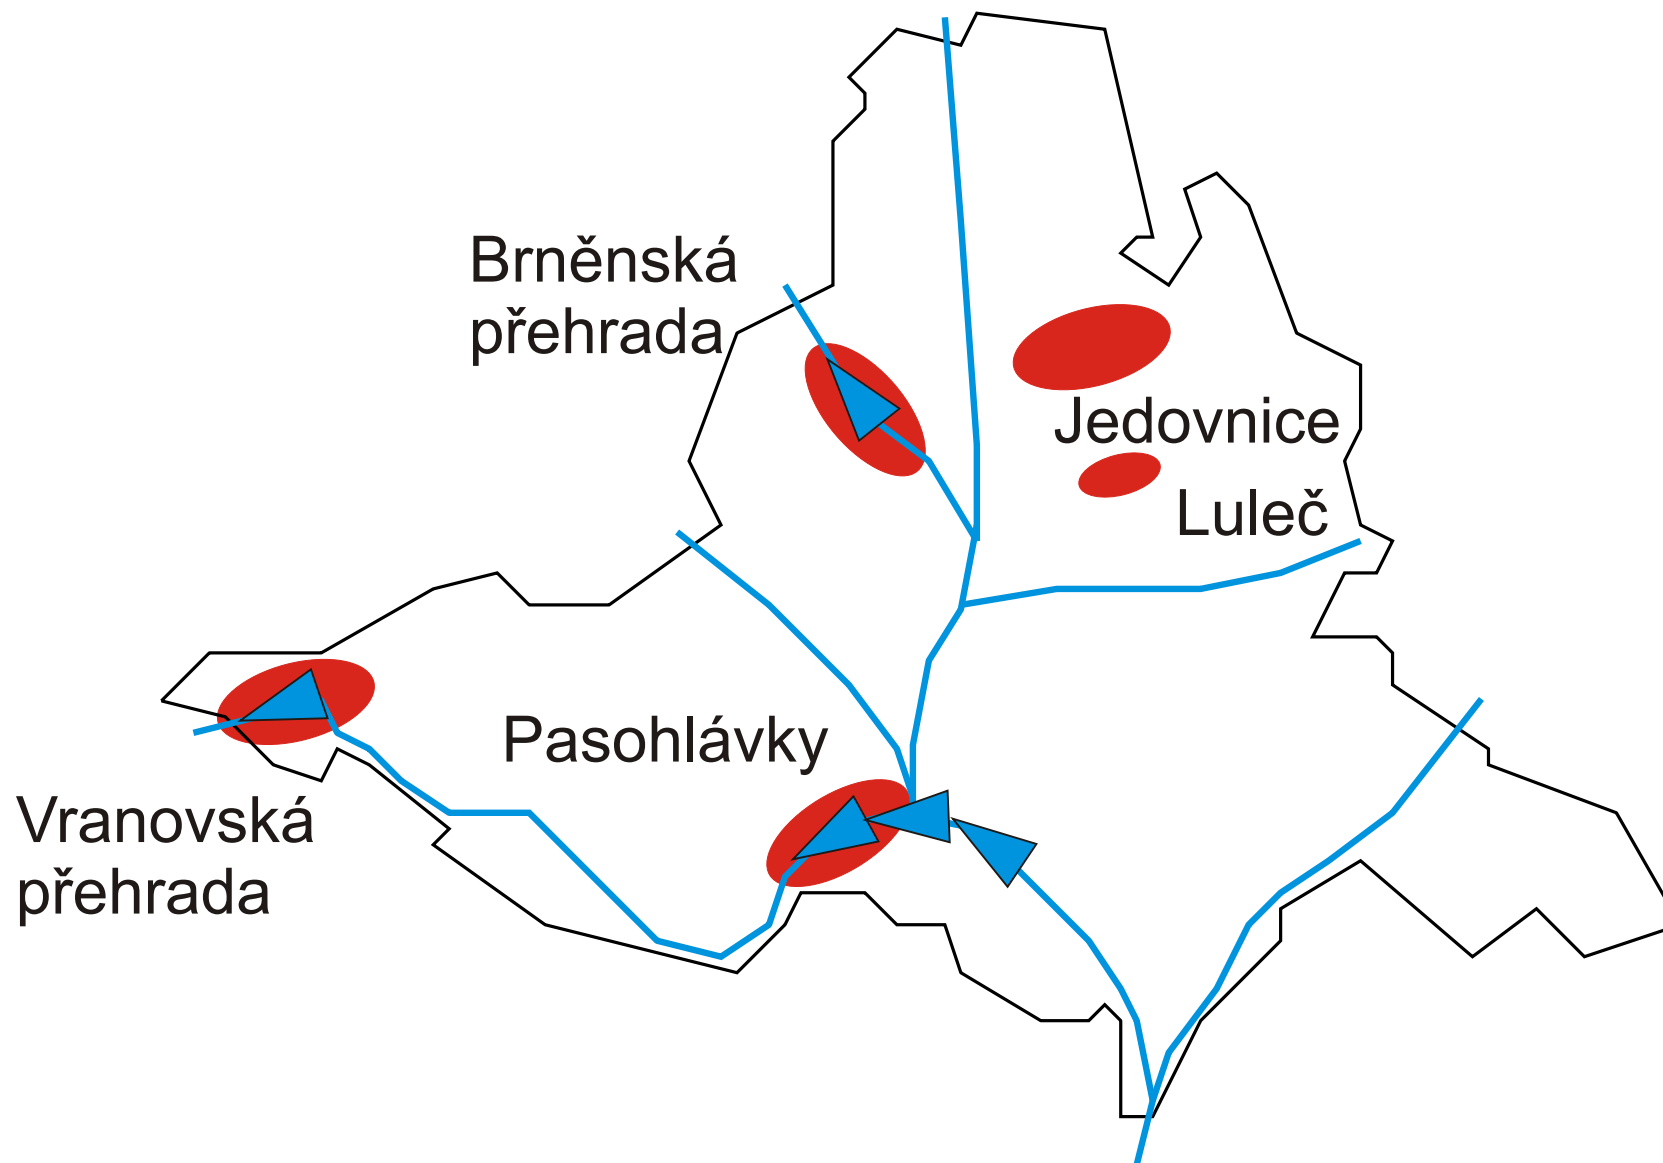 Brněnská
přehrada
Jedovnice
Luleč
Pasohlávky
Vranovská
přehrada